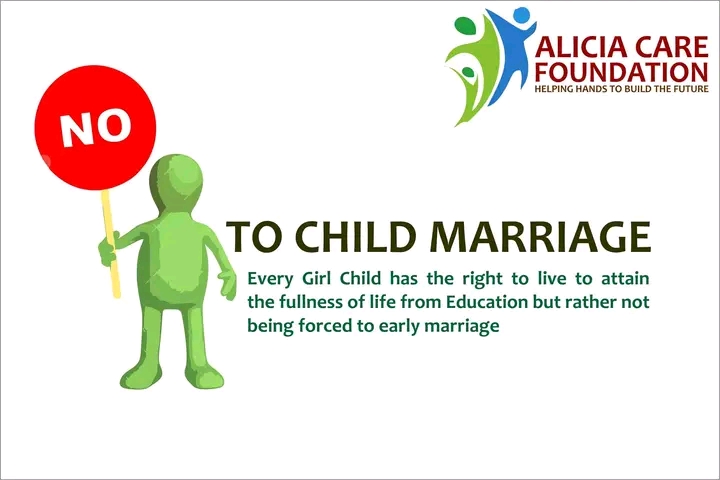 ALICIA CARE
FOUNDATION
HELPING HANDS TO BUILD THE FUTURE
NO
TO CHILD MARRIAGE
Every Girl Child has the right to live to attain
the fullness of life from Education but rather not
being forced to early marriage